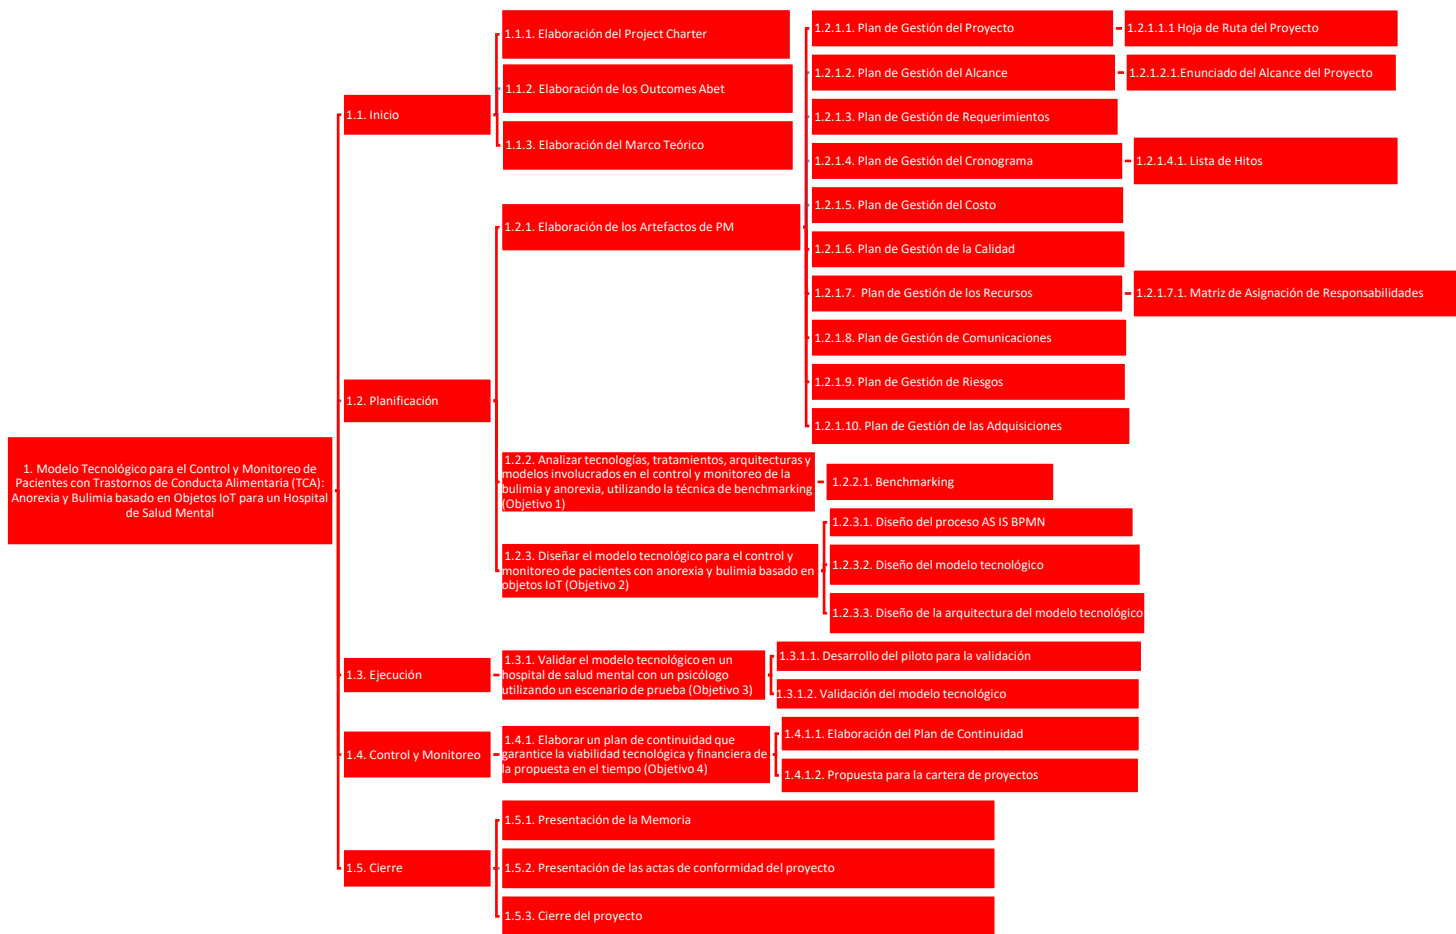 1. Modelo Tecnológico para el Control y Monitoreo de
Pacientes con Trastornos de Conducta Alimentaria (TCA):
Anorexia y Bulimia basado en Objetos IoT para un Hospital
de Salud Mental
1.1. Inicio
1.1.1. Elaboración del Project Charter
1.1.2. Elaboración de los Outcomes Abet
1.1.3. Elaboración del Marco Teórico
1.2. Planificación
1.2.1. Elaboración de los Artefactos de PM
1.2.1.1. Plan de Gestión del Proyecto
1.2.1.1.1 Hoja de Ruta del Proyecto
1.2.1.2. Plan de Gestión del Alcance
1.2.1.2.1.Enunciado del Alcance del Proyecto
1.2.1.3. Plan de Gestión de Requerimientos
1.2.1.4. Plan de Gestión del Cronograma
1.2.1.4.1. Lista de Hitos
1.2.1.5. Plan de Gestión del Costo
1.2.1.6. Plan de Gestión de la Calidad
1.2.1.7. Plan de Gestión de los Recursos
1.2.1.7.1. Matriz de Asignación de Responsabilidades
1.2.1.8. Plan de Gestión de Comunicaciones
1.2.1.9. Plan de Gestión de Riesgos
1.2.1.10. Plan de Gestión de las Adquisiciones
1.2.2. Analizar tecnologías, tratamientos, arquitecturas y
modelos involucrados en el control y monitoreo de la
bulimia y anorexia, utilizando la técnica de benchmarking
(Objetivo 1)
1.2.2.1. Benchmarking
1.2.3. Diseñar el modelo tecnológico para el control y
monitoreo de pacientes con anorexia y bulimia basado en
objetos IoT (Objetivo 2)
1.2.3.1. Diseño del proceso AS IS BPMN
1.2.3.2. Diseño del modelo tecnológico
1.2.3.3. Diseño de la arquitectura del modelo tecnológico
1.3. Ejecución
1.3.1. Validar el modelo tecnológico en un
hospital de salud mental con un psicólogo
utilizando un escenario de prueba (Objetivo 3)
1.3.1.1. Desarrollo del piloto para la validación
1.3.1.2. Validación del modelo tecnológico
1.4. Control y Monitoreo
1.4.1. Elaborar un plan de continuidad que
garantice la viabilidad tecnológica y financiera de
la propuesta en el tiempo (Objetivo 4)
1.4.1.1. Elaboración del Plan de Continuidad
1.4.1.2. Propuesta para la cartera de proyectos
1.5. Cierre
1.5.1. Presentación de la Memoria
1.5.2. Presentación de las actas de conformidad del proyecto
1.5.3. Cierre del proyecto